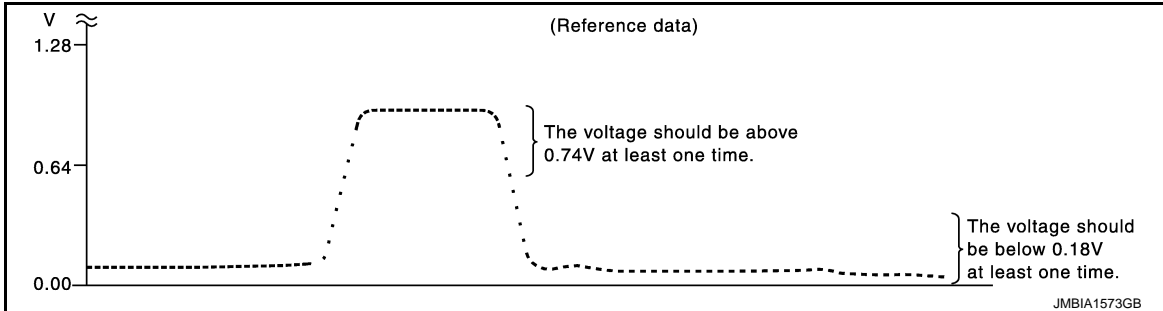 V
(Reference data)
1.28
The voltage should be above
0.74V at least one time.
0.64
The voltage should
be below 0.18V
at least one time.
0.00
JMBIA1573GB